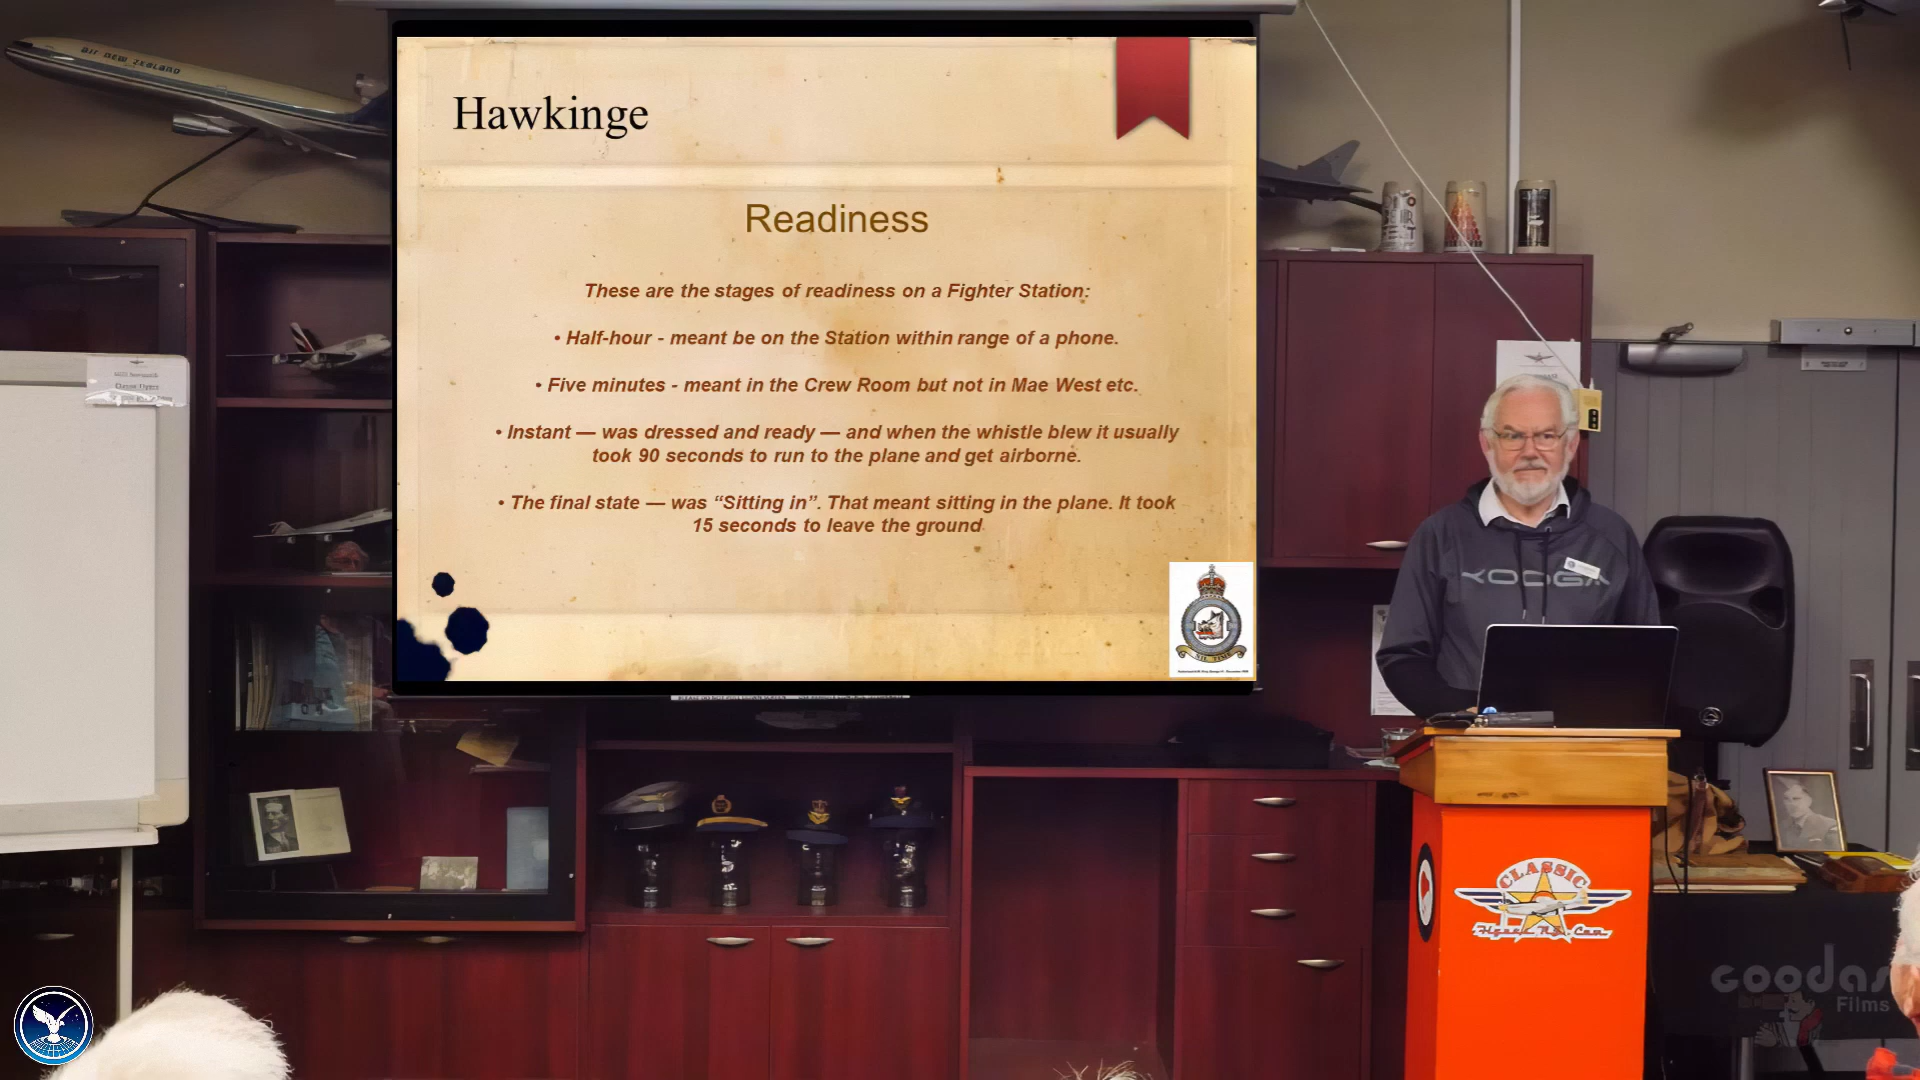 AIR NEW ZEALAND
Hawkinge
Readiness
These are the stages of readiness on a Fighter Station:
• Half-hour - meant be on the Station within range of a phone.
• Five minutes - meant in the Crew Room but not in Mae West etc.
• Instant — was dressed and ready — and when the whistle blew it usually
took 90 seconds to run to the plane and get airborne.
• The final state — was “Sitting in”. That meant sitting in the plane. It took
15 seconds to leave the ground
KOOGA
CLASSIC
Goodas
Films